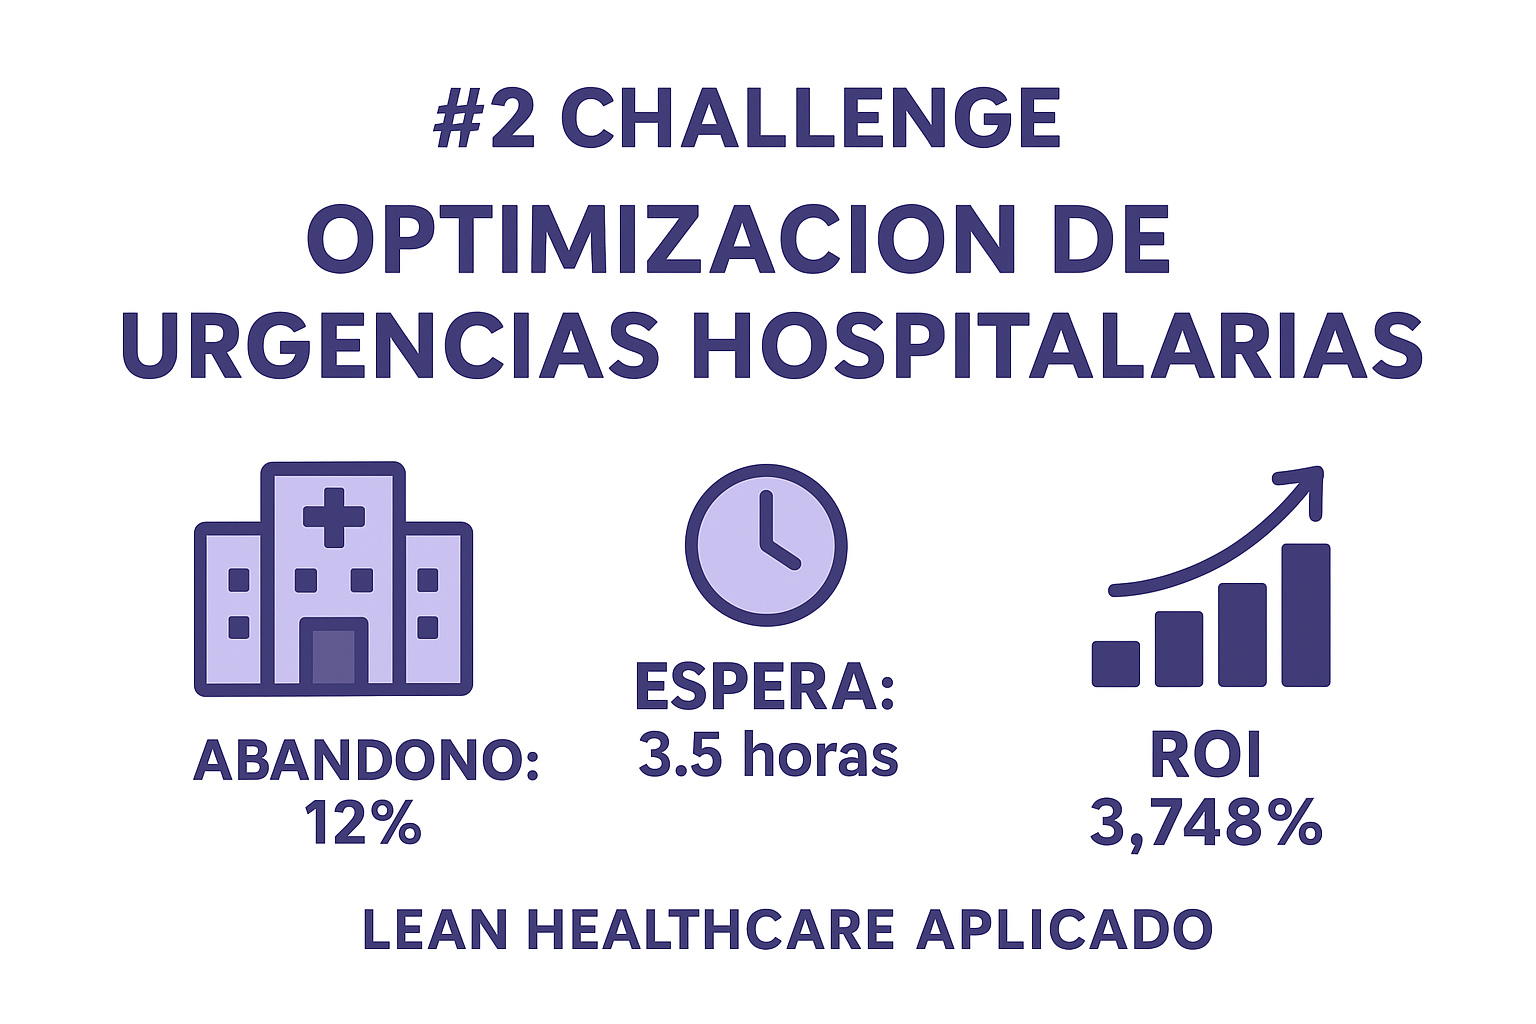 #2 CHALLENGE
OPTIMIZACION DE
URGENCIAS HOSPITALARIAS
ABANDONO:
12%
ESPERA:
3.5 horas
ROI
3,748%
LEAN HEALTHCARE APLICADO